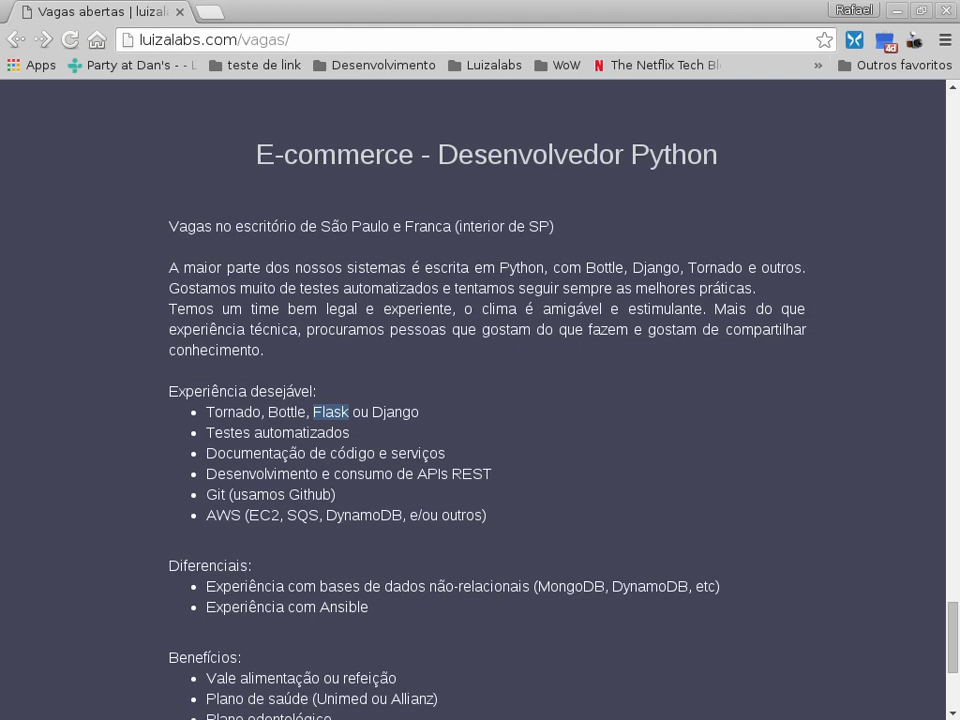 Vagas abertas | luizal
Rafael
luizalabs.com/vagas/
4d
Apps
Party at Dan's - - L
teste de link
Desenvolvimento
Luizalabs
WoW
N The Netflix Tech Bl
»
Outros favoritos
E-commerce - Desenvolvedor Python
Vagas no escritório de São Paulo e Franca (interior de SP)
A maior parte dos nossos sistemas é escrita em Python, com Bottle, Django, Tornado e outros.
Gostamos muito de testes automatizados e tentamos seguir sempre as melhores práticas.
Temos um time bem legal e experiente, o clima é amigável e estimulante. Mais do que
experiência técnica, procuramos pessoas que gostam do que fazem e gostam de compartilhar
conhecimento.
Experiência desejável:
• Tornado, Bottle, Flask ou Django
• Testes automatizados
• Documentação de código e serviços
• Desenvolvimento e consumo de APIs REST
• Git (usamos Github)
• AWS (EC2, SQS, DynamoDB, e/ou outros)
Diferenciais:
• Experiência com bases de dados não-relacionais (MongoDB, DynamoDB, etc)
• Experiência com Ansible
Benefícios:
• Vale alimentação ou refeição
• Plano de saúde (Unimed ou Allianz)
• Plano odontológico